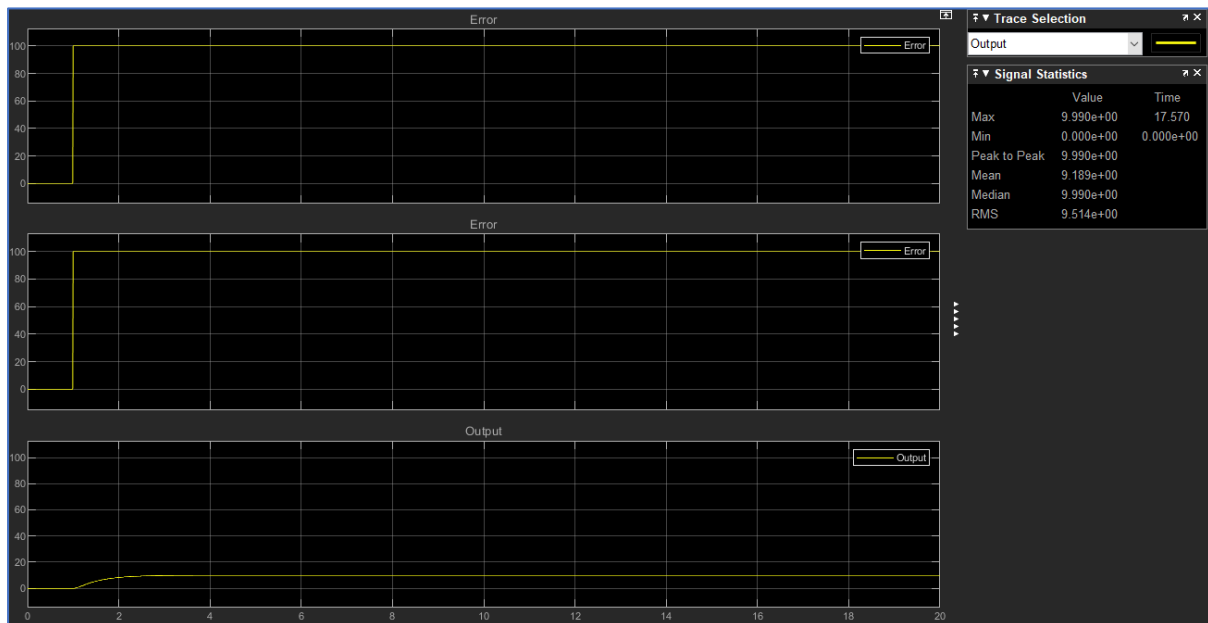 Error
100
80
60
40
20
0
Error
Error
100
80
60
40
20
0
Error
Output
100
80
60
40
20
0
Output
0 2 4 6 8 10 12 14 16 18 20
Trace Selection
Output
Signal Statistics
Value Time
Max 9.990e+00 17.570
Min 0.000e+00 0.000e+00
Peak to Peak 9.990e+00
Mean 9.189e+00
Median 9.990e+00
RMS 9.514e+00